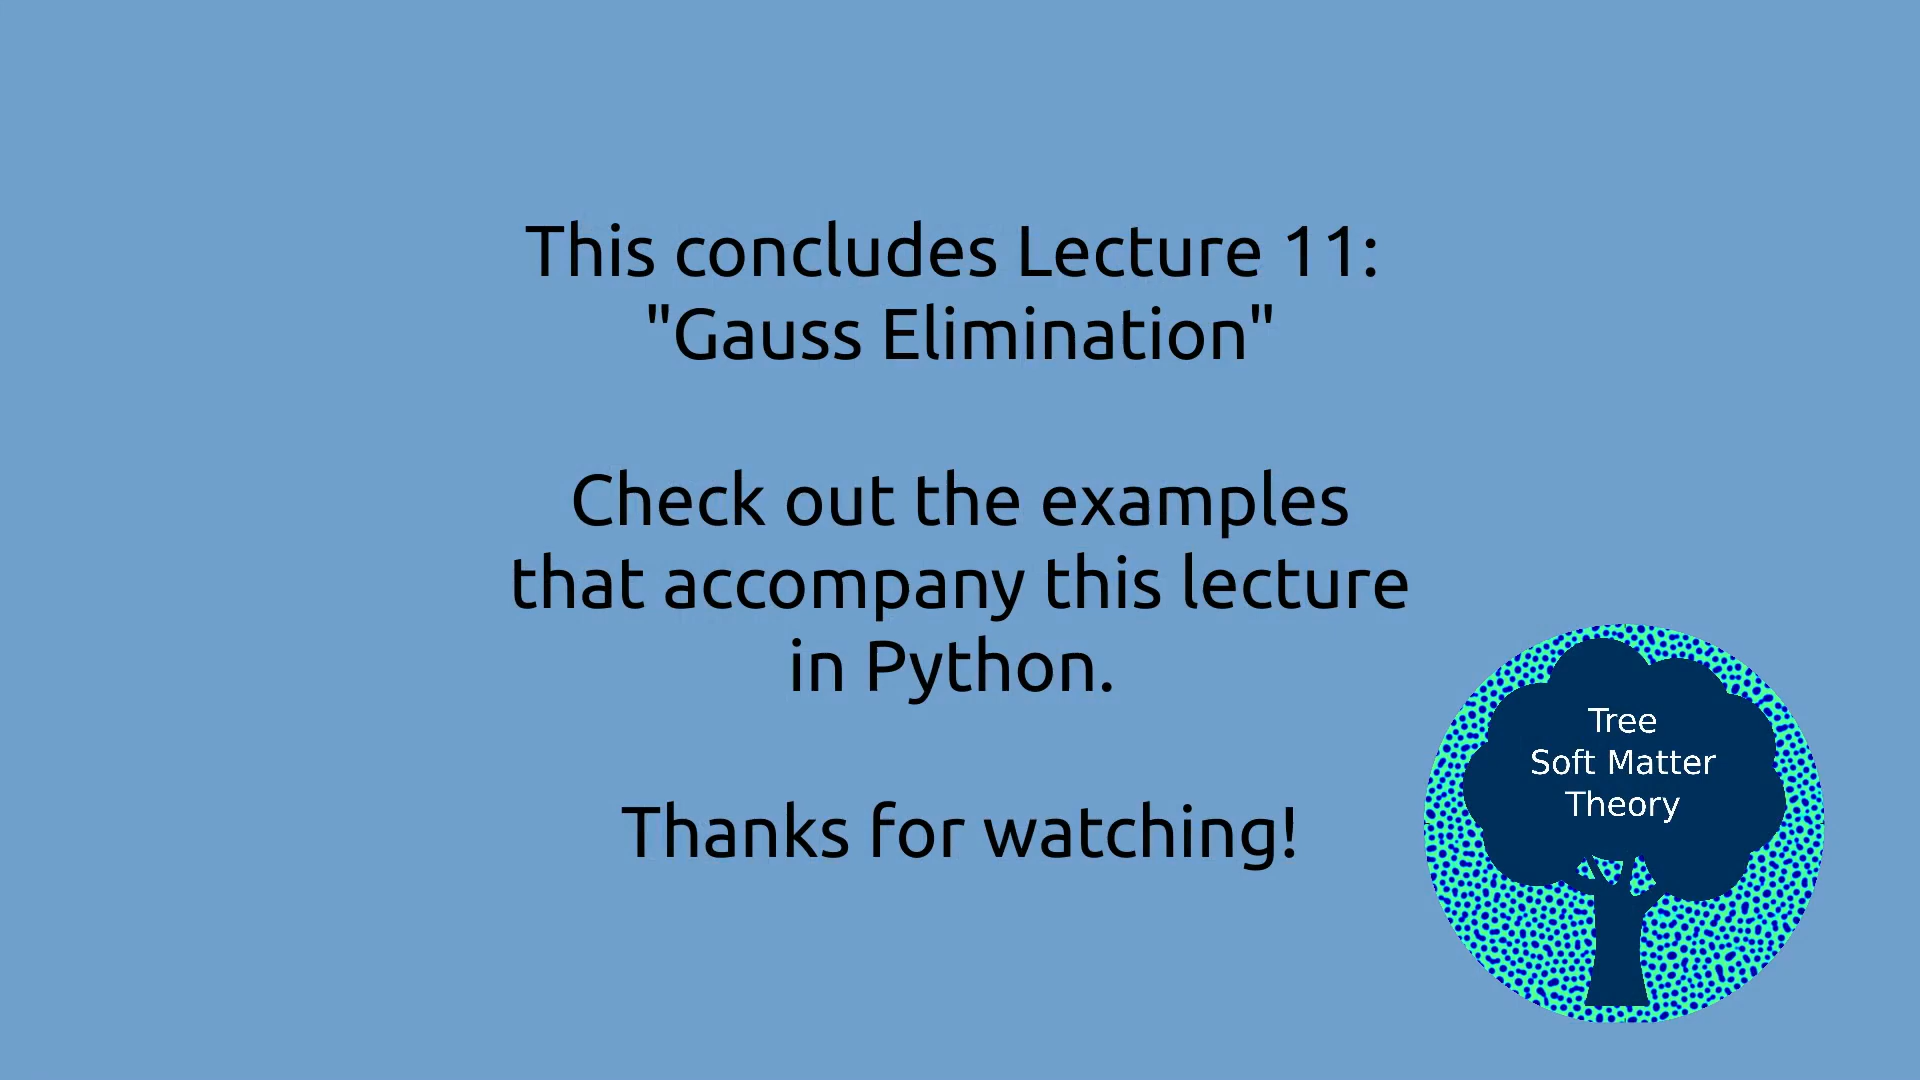 This concludes Lecture 11:
"Gauss Elimination"
Check out the examples
that accompany this lecture
in Python.
Thanks for watching!
Tree
Soft Matter
Theory